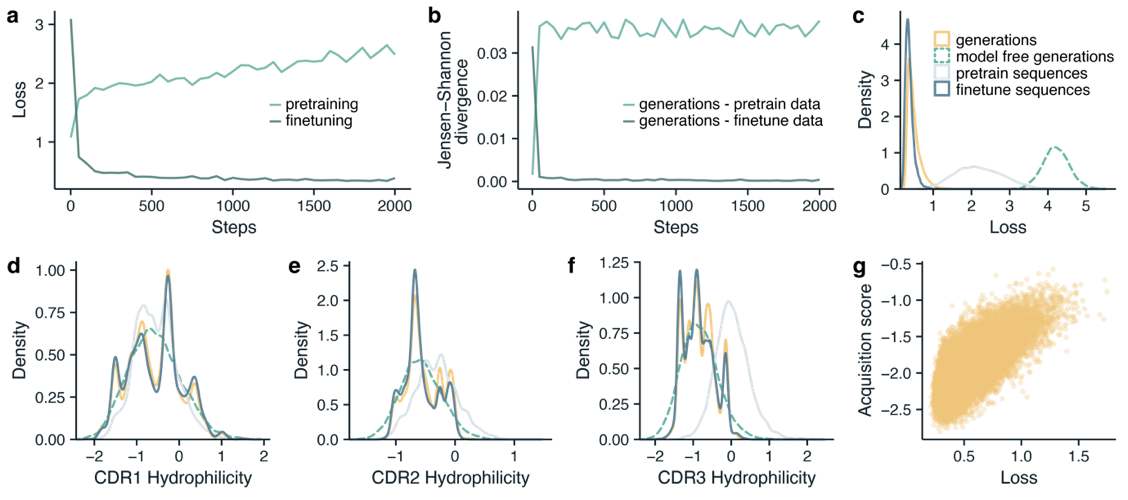 a
Loss
3
2
1
pretraining
finetuning
0
500
1000
1500
2000
Steps
b
Jensen−Shannon
divergence
0.03
0.02
0.01
0.00
generations - pretrain data
generations - finetune data
0
500
1000
1500
2000
Steps
c
Density
4
3
2
1
0
generations
model free generations
pretrain sequences
finetune sequences
1
2
3
4
5
Loss
d
Density
1.00
0.75
0.50
0.25
0.00
−2
−1
0
1
2
CDR1 Hydrophilicity
e
Density
2.5
2.0
1.5
1.0
0.5
0.0
−1
0
1
CDR2 Hydrophilicity
f
Density
1.25
1.00
0.75
0.50
0.25
0.00
−2
−1
0
1
2
CDR3 Hydrophilicity
g
Acquisition score
−0.5
−1.0
−1.5
−2.0
−2.5
0.5
1.0
1.5
Loss